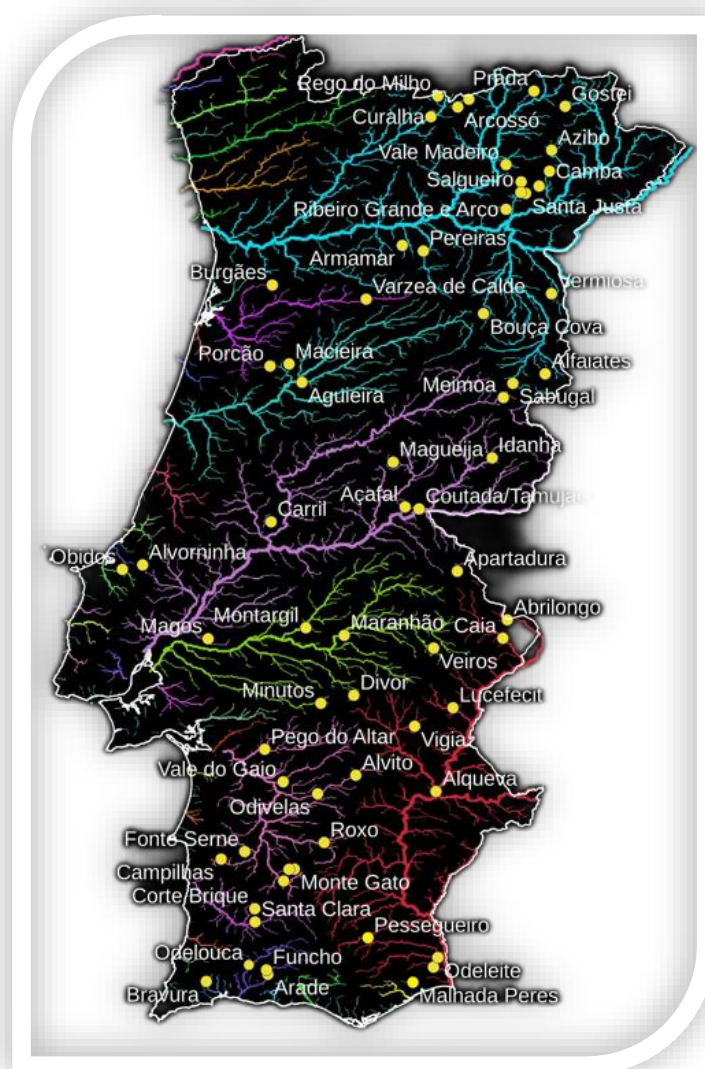 Rego do Milho
Prada
Gostei
Curalha
Arcossó
Azibo
Vale Madeiro
Camba
Salgueiro
Ribeiro Grande e Arco
Santa Justa
Pereiras
Armamar
Burgães
Varzea de Calde
Vermiosa
Bouça Cova
Porcão
Macieira
Alfaiates
Meimoa
Sabugal
Aguieira
Magueija
Idanha
Açafal
Coutada/Tamujais
Carril
Óbidos
Alvorninha
Apartadura
Abrilongo
Magos
Montargil
Maranhão
Caia
Veiros
Minutos
Divor
Lucefecit
Pego do Altar
Vigia
Vale do Gaio
Alvito
Alqueva
Odivelas
Roxo
Fonte Serne
Campilhas
Monte Gato
Corte Brique
Santa Clara
Pessegueiro
Odelouca
Funcho
Odeleite
Bravura
Arade
Malhada Peres